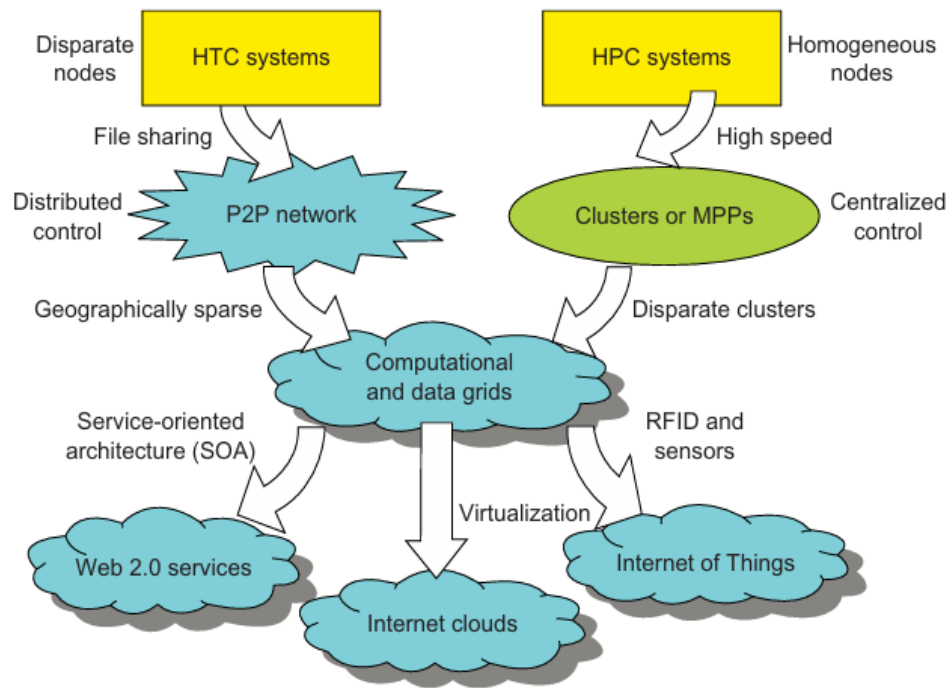 Disparate
nodes
HTC systems
HPC systems
Homogeneous
nodes
File sharing
High speed
Distributed
control
P2P network
Clusters or MPPs
Centralized
control
Geographically sparse
Disparate clusters
Computational
and data grids
Service-oriented
architecture (SOA)
RFID and
sensors
Virtualization
Web 2.0 services
Internet of Things
Internet clouds